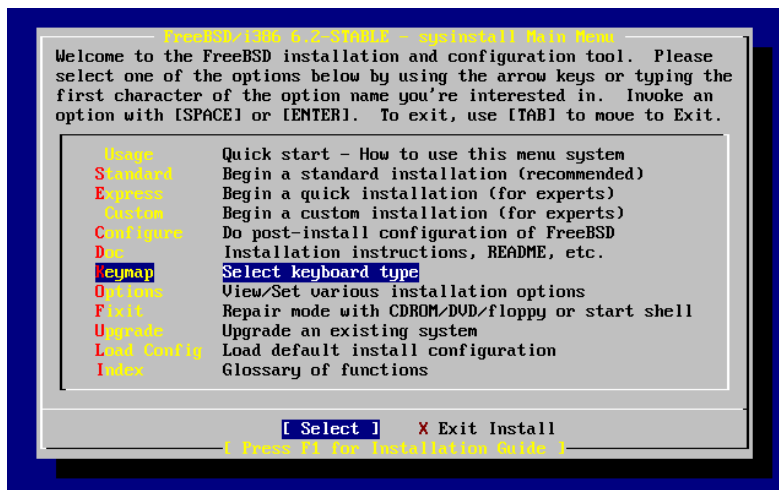 FreeBSD/i386 6.2-STABLE - sysinstall Main Menu
Welcome to the FreeBSD installation and configuration tool.  Please
select one of the options below by using the arrow keys or typing the
first character of the option name you're interested in.  Invoke an
option with [SPACE] or [ENTER].  To exit, use [TAB] to move to Exit.
Usage Quick start - How to use this menu system
Standard Begin a standard installation (recommended)
Express Begin a quick installation (for experts)
Custom Begin a custom installation (for experts)
Configure Do post-install configuration of FreeBSD
Doc Installation instructions, README, etc.
Keymap Select keyboard type
Options View/Set various installation options
Fixit Repair mode with CDROM/DVD/floppy or start shell
Upgrade Upgrade an existing system
Load Config Load default install configuration
Index Glossary of functions
[ Select ] X Exit Install
[ Press F1 for Installation Guide ]